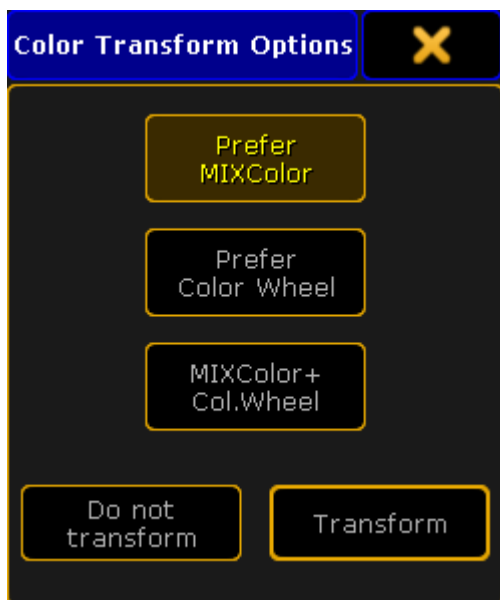 Color Transform Options
Prefer
MIXColor
Prefer
Color Wheel
MIXColor+
Col.Wheel
Do not
transform
Transform